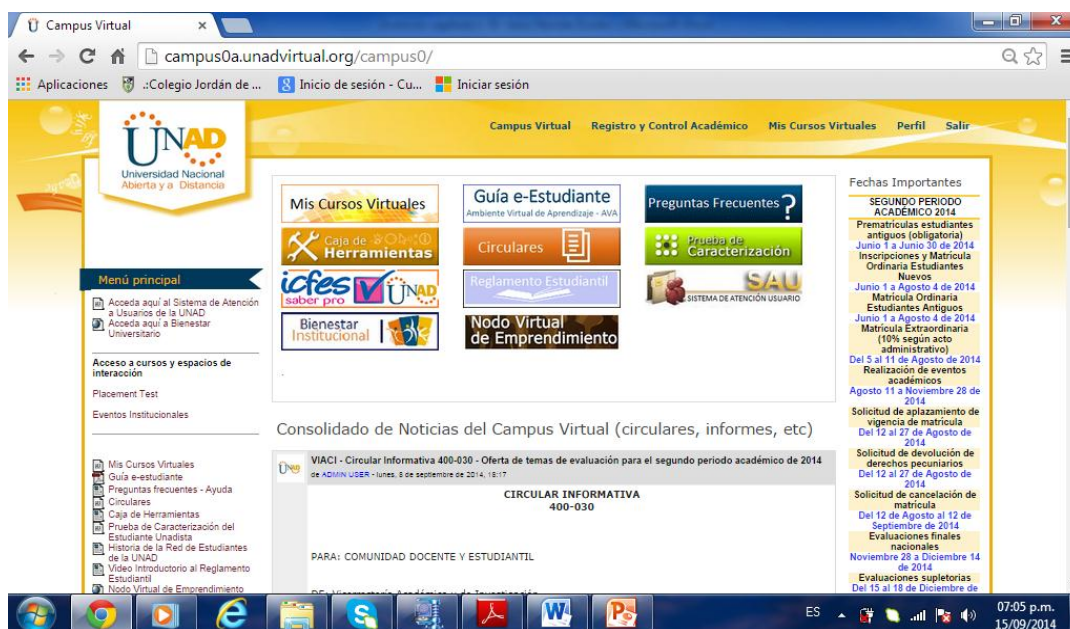 Campus Virtual
campus0a.unadvirtual.org/campus0/
Aplicaciones .:Colegio Jordán de ... Inicio de sesión - Cu... Iniciar sesión
UNAD
Universidad Nacional
Abierta y a Distancia
Campus Virtual Registro y Control Académico Mis Cursos Virtuales Perfil Salir
Mis Cursos Virtuales
Guía e-Estudiante
Ambiente Virtual de Aprendizaje - AVA
Preguntas Frecuentes ?
Caja de
Herramientas
Circulares
Prueba de
Caracterización
icfes
saber pro
UNAD
Reglamento Estudiantil
SAU
SISTEMA DE ATENCIÓN USUARIO
Bienestar
Institucional
Nodo Virtual
de Emprendimiento
.
Menú principal
Acceda aquí al Sistema de Atención
a Usuarios de la UNAD
Acceda aquí a Bienestar
Universitario
Acceso a cursos y espacios de
interacción
Placement Test
Eventos Institucionales
Mis Cursos Virtuales
Guía e-estudiante
Preguntas frecuentes - Ayuda
Circulares
Caja de Herramientas
Prueba de Caracterización del
Estudiante Unadista
Historia de la Red de Estudiantes
de la UNAD
Video Introductorio al Reglamento
Estudiantil
Nodo Virtual de Emprendimiento
Consolidado de Noticias del Campus Virtual (circulares, informes, etc)
VIACI - Circular Informativa 400-030 - Oferta de temas de evaluación para el segundo periodo académico de 2014
de ADMIN USER - lunes, 8 de septiembre de 2014, 18:17
CIRCULAR INFORMATIVA
400-030
PARA: COMUNIDAD DOCENTE Y ESTUDIANTIL
DE: Vicerrectoría Académica y de Investigación
Fechas Importantes
SEGUNDO PERIODO
ACADÉMICO 2014
Prematriculas estudiantes
antiguos (obligatoria)
Junio 1 a Junio 30 de 2014
Inscripciones y Matricula
Ordinaria Estudiantes
Nuevos
Junio 1 a Agosto 4 de 2014
Matricula Ordinaria
Estudiantes Antiguos
Junio 1 a Agosto 4 de 2014
Matricula Extraordinaria
(10% según acto
administrativo)
Del 5 al 11 de Agosto de 2014
Realización de eventos
académicos
Agosto 11 a Noviembre 28 de
2014
Solicitud de aplazamiento de
vigencia de matricula
Del 12 al 27 de Agosto de
2014
Solicitud de devolución de
derechos pecuniarios
Del 12 al 27 de Agosto de
2014
Solicitud de cancelación de
matricula
Del 12 de Agosto al 12 de
Septiembre de 2014
Evaluaciones finales
nacionales
Noviembre 28 a Diciembre 14
de 2014
Evaluaciones supletorias
Del 15 al 18 de Diciembre de
ES
07:05 p.m.
15/09/2014